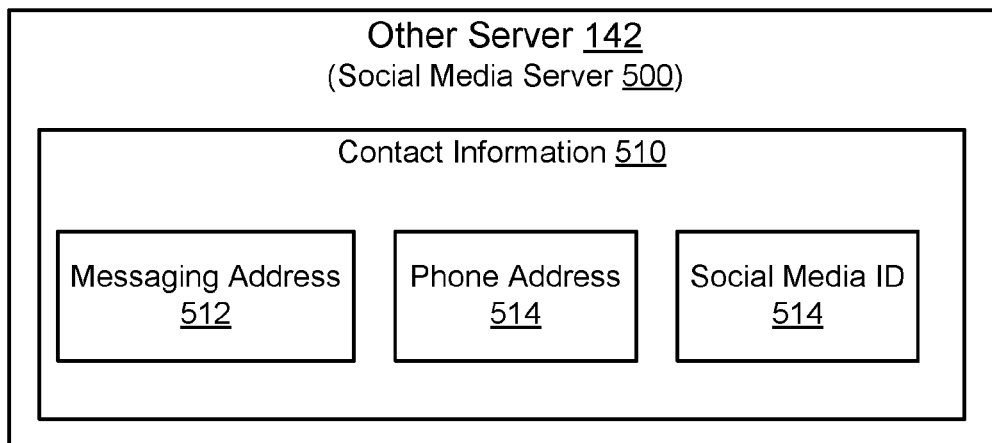 Other Server 142
(Social Media Server 500)
Contact Information 510
Messaging Address
512
Phone Address
514
Social Media ID
514